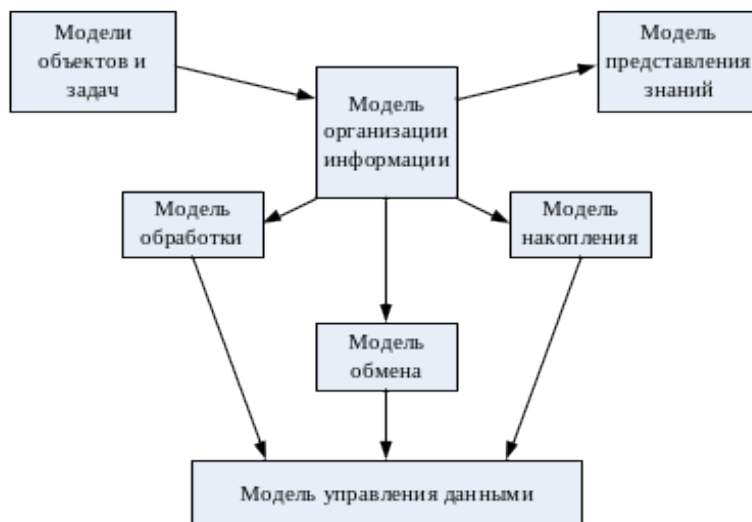 Модели
объектов и
задач
Модель
представления
знаний
Модель
организации
информации
Модель
обработки
Модель
накопления
Модель
обмена
Модель управления данными